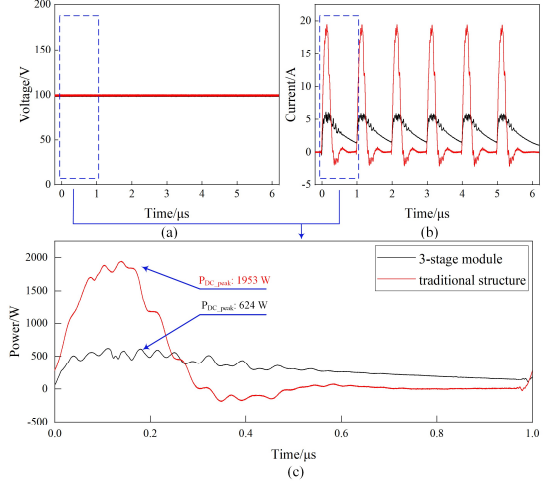 200
150
100
50
0
Voltage/V
0 1 2 3 4 5 6
Time/μs
(a)
25
20
15
10
5
0
-5
Current/A
0 1 2 3 4 5 6
Time/μs
(b)
2000
1500
1000
500
0
-500
Power/W
P_DC_peak: 1953 W
P_DC_peak: 624 W
3-stage module
traditional structure
0.0 0.2 0.4 0.6 0.8 1.0
Time/μs
(c)